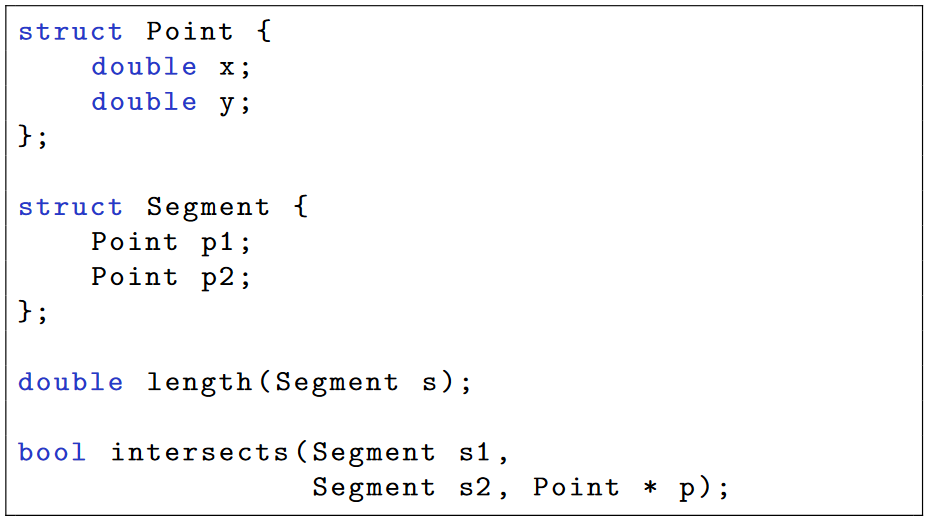 struct Point {
    double x;
    double y;
};

struct Segment {
    Point p1;
    Point p2;
};

double length(Segment s);

bool intersects(Segment s1,
                Segment s2, Point * p);